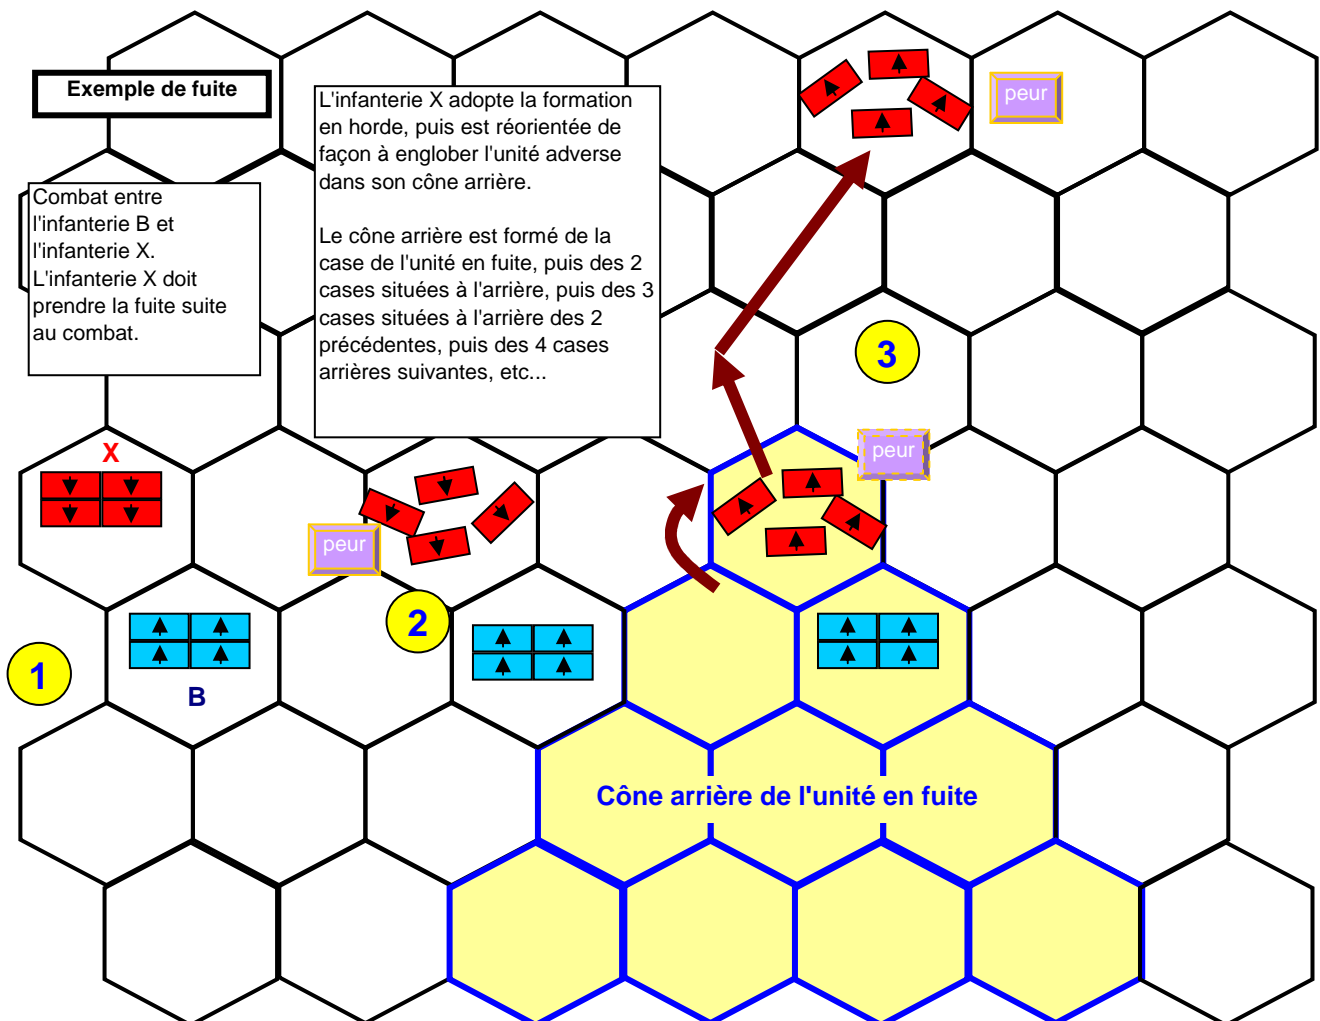 Exemple de fuite
L'infanterie X adopte la formation
en horde, puis est réorientée de
façon à englober l'unité adverse
dans son cône arrière.
Le cône arrière est formé de la
case de l'unité en fuite, puis des 2
cases situées à l'arrière, puis des 3
cases situées à l'arrière des 2
précédentes, puis des 4 cases
arrières suivantes, etc...
peur
Combat entre
l'infanterie B et
l'infanterie X.
L'infanterie X doit
prendre la fuite suite
au combat.
3
X
peur
peur
2
1
B
Cône arrière de l'unité en fuite